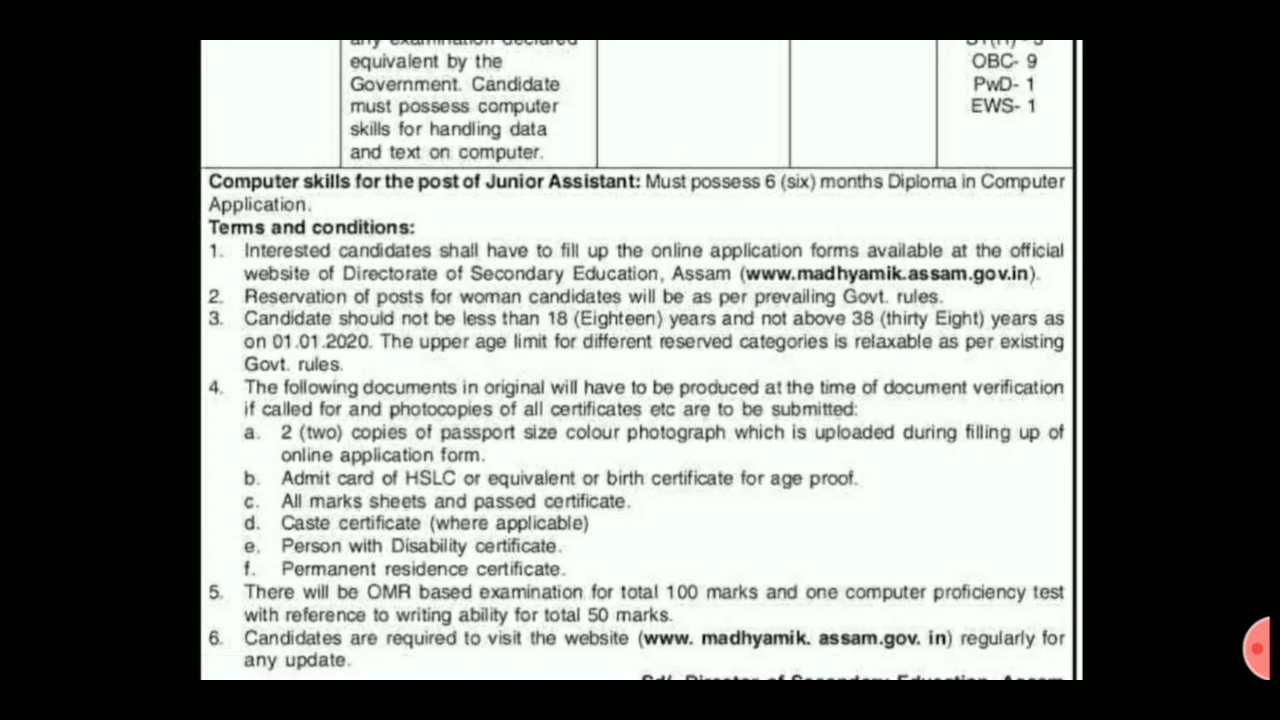 any examination declared
equivalent by the
Government. Candidate
must possess computer
skills for handling data
and text on computer.
OBC- 9
PwD- 1
EWS- 1
Computer skills for the post of Junior Assistant: Must possess 6 (six) months Diploma in Computer
Application.
Terms and conditions:
1. Interested candidates shall have to fill up the online application forms available at the official
website of Directorate of Secondary Education, Assam (www.madhyamik.assam.gov.in).
2. Reservation of posts for woman candidates will be as per prevailing Govt. rules.
3. Candidate should not be less than 18 (Eighteen) years and not above 38 (thirty Eight) years as
on 01.01.2020. The upper age limit for different reserved categories is relaxable as per existing
Govt. rules.
4. The following documents in original will have to be produced at the time of document verification
if called for and photocopies of all certificates etc are to be submitted:
a. 2 (two) copies of passport size colour photograph which is uploaded during filling up of
online application form.
b. Admit card of HSLC or equivalent or birth certificate for age proof.
c. All marks sheets and passed certificate.
d. Caste certificate (where applicable)
e. Person with Disability certificate.
f. Permanent residence certificate.
5. There will be OMR based examination for total 100 marks and one computer proficiency test
with reference to writing ability for total 50 marks.
6. Candidates are required to visit the website (www. madhyamik. assam.gov. in) regularly for
any update.
Sd/- Director of Secondary Education, Assam